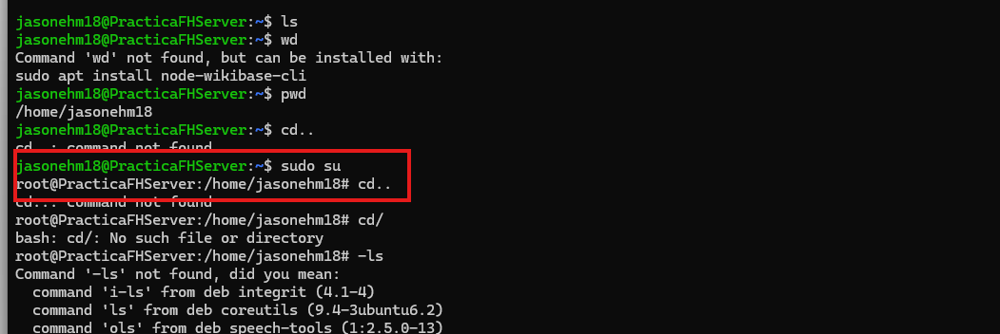 jasonehm18@PracticaFHServer:~$ ls
jasonehm18@PracticaFHServer:~$ wd
Command 'wd' not found, but can be installed with:
sudo apt install node-wikibase-cli
jasonehm18@PracticaFHServer:~$ pwd
/home/jasonehm18
jasonehm18@PracticaFHServer:~$ cd..
cd..: command not found
jasonehm18@PracticaFHServer:~$ sudo su
root@PracticaFHServer:/home/jasonehm18# cd..
cd..: command not found
root@PracticaFHServer:/home/jasonehm18# cd/
bash: cd/: No such file or directory
root@PracticaFHServer:/home/jasonehm18# -ls
Command '-ls' not found, did you mean:
  command 'i-ls' from deb integrit (4.1-4)
  command 'ls' from deb coreutils (9.4-3ubuntu6.2)
  command 'ols' from deb speech-tools (1:2.5.0-13)